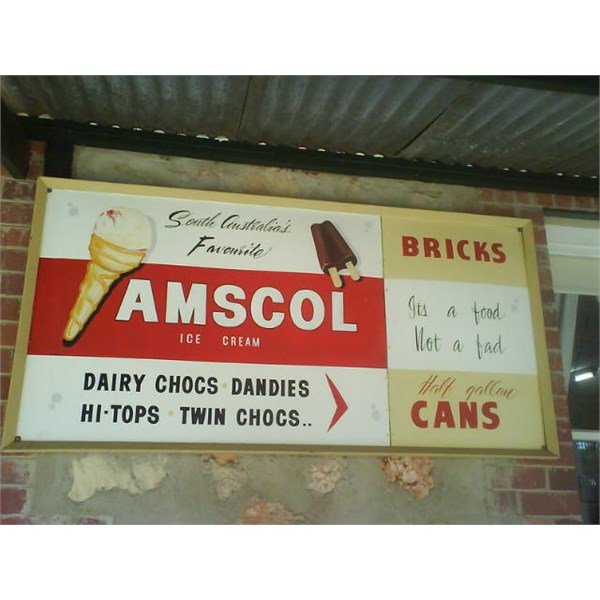 South Australia's
Favourite
AMSCOL
ICE CREAM
DAIRY CHOCS · DANDIES
HI-TOPS · TWIN CHOCS..
BRICKS
Its a food
Not a fad
Half gallon
CANS